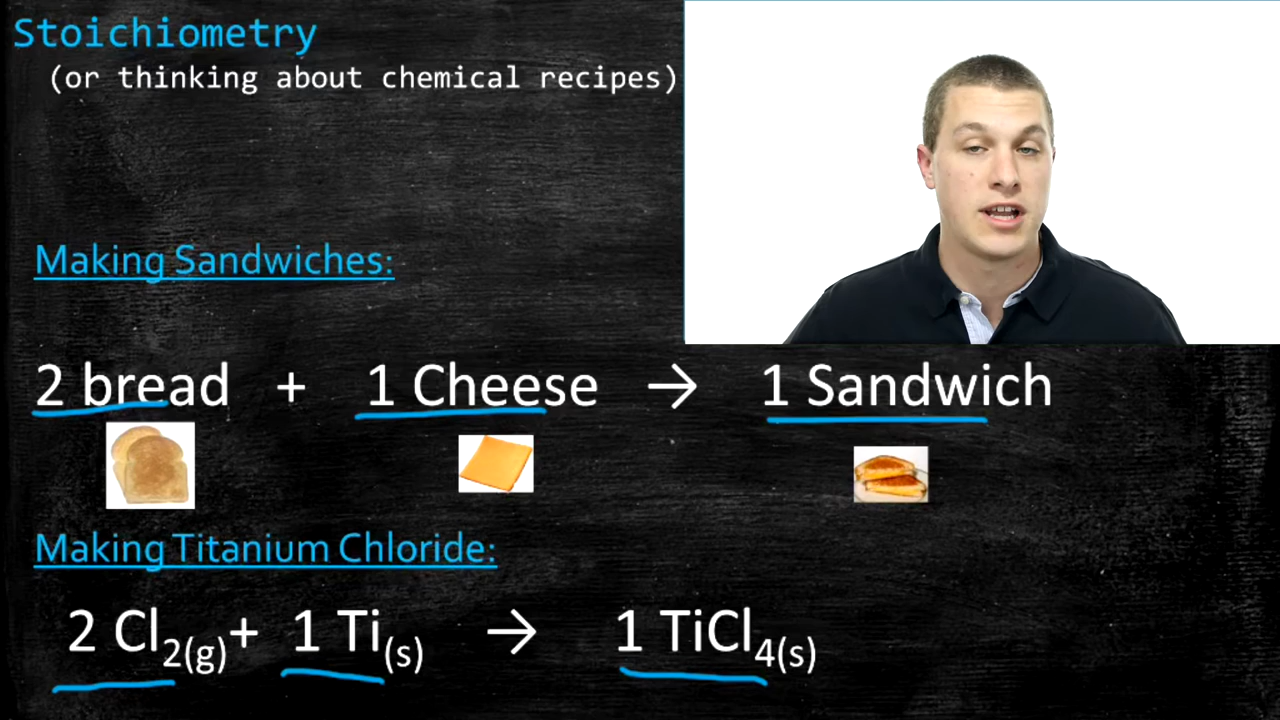 Stoichiometry
(or thinking about chemical recipes)
Making Sandwiches:
2 bread + 1 Cheese → 1 Sandwich
Making Titanium Chloride:
2 Cl₂(g)+ 1 Ti(s) → 1 TiCl₄(s)